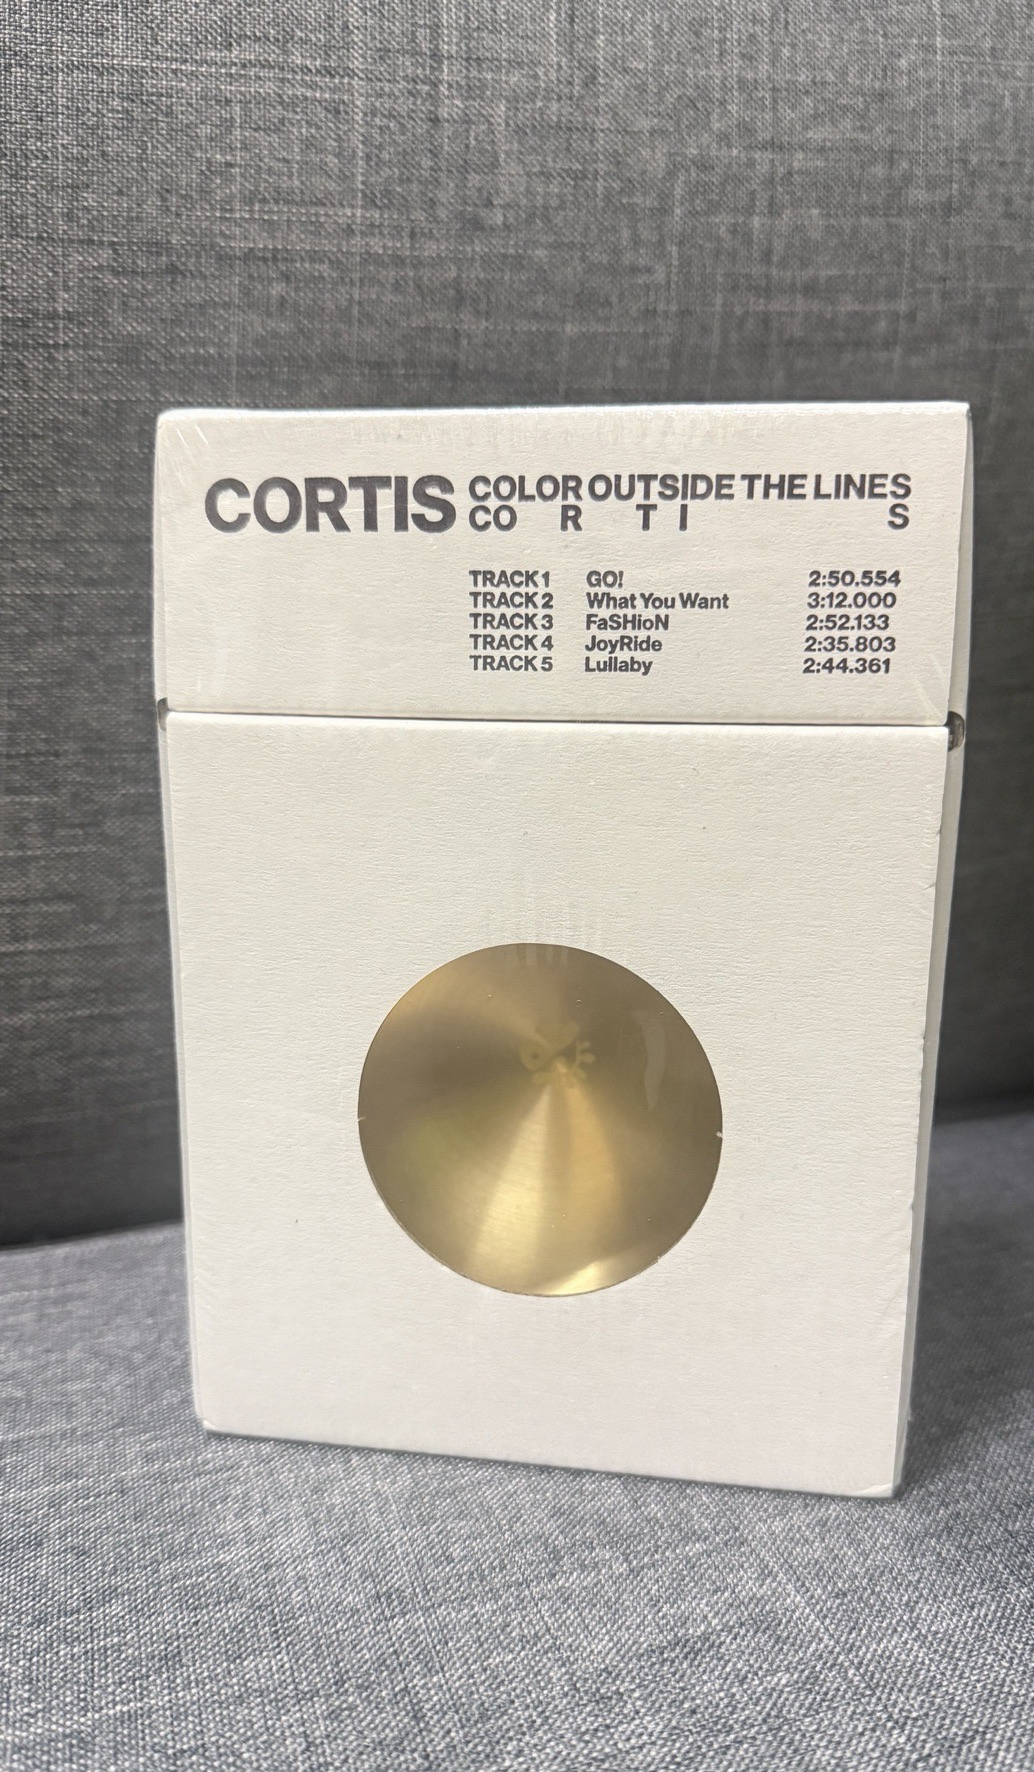 CORTIS COLOR OUTSIDE THE LINES
CO R T I S
TRACK 1 GO! 2:50.554
TRACK 2 What You Want 3:12.000
TRACK 3 FaSHioN 2:52.133
TRACK 4 JoyRide 2:35.803
TRACK 5 Lullaby 2:44.361